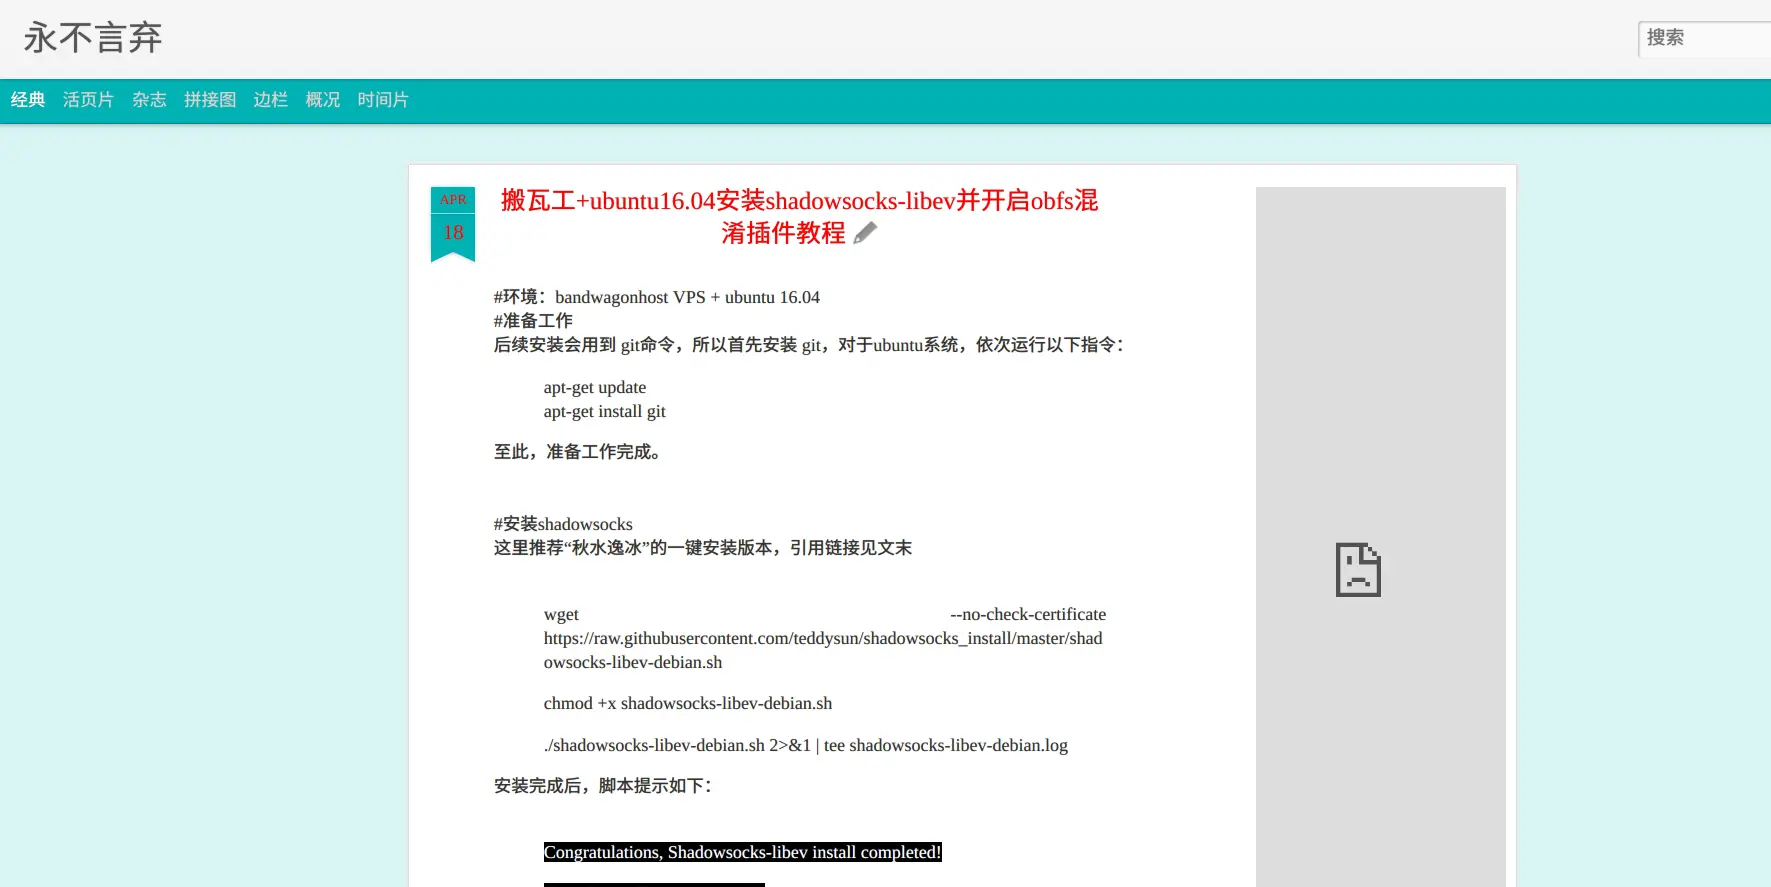 永不言弃
搜索
经典 活页片 杂志 拼接图 边栏 概况 时间片
APR
18
搬瓦工+ubuntu16.04安装shadowsocks-libev并开启obfs混
淆插件教程
#环境：bandwagonhost VPS + ubuntu 16.04
#准备工作
后续安装会用到 git命令，所以首先安装 git，对于ubuntu系统，依次运行以下指令：
apt-get update
apt-get install git
至此，准备工作完成。
#安装shadowsocks
这里推荐“秋水逸冰”的一键安装版本，引用链接见文末
wget --no-check-certificate
https://raw.githubusercontent.com/teddysun/shadowsocks_install/master/shad
owsocks-libev-debian.sh
chmod +x shadowsocks-libev-debian.sh
./shadowsocks-libev-debian.sh 2>&1 | tee shadowsocks-libev-debian.log
安装完成后，脚本提示如下：
Congratulations, Shadowsocks-libev install completed!